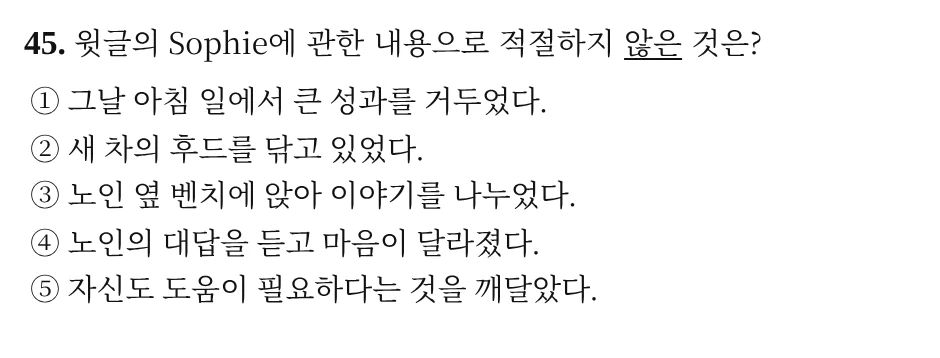 45. 윗글의 Sophie에 관한 내용으로 적절하지 않은 것은?
① 그날 아침 일에서 큰 성과를 거두었다.
② 새 차의 후드를 닦고 있었다.
③ 노인 옆 벤치에 앉아 이야기를 나누었다.
④ 노인의 대답을 듣고 마음이 달라졌다.
⑤ 자신도 도움이 필요하다는 것을 깨달았다.